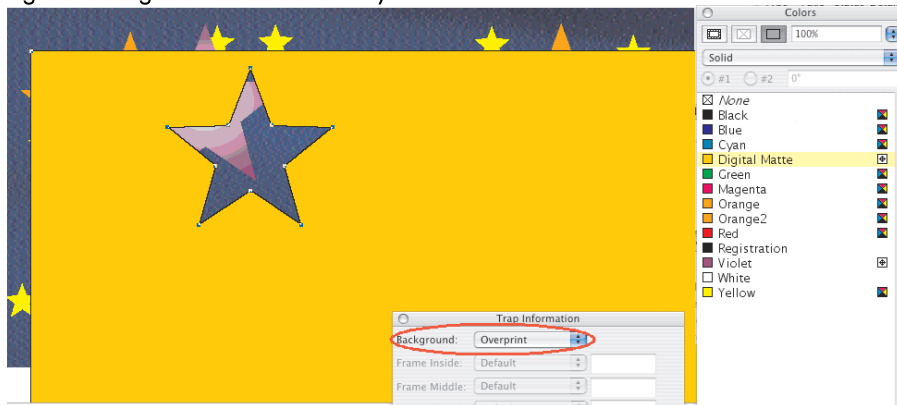 Colors
100%
Solid
#1 #2 0°
None
Black
Blue
Cyan
Digital Matte
Green
Magenta
Orange
Orange2
Red
Registration
Violet
White
Yellow
Trap Information
Background: Overprint
Frame Inside: Default
Frame Middle: Default